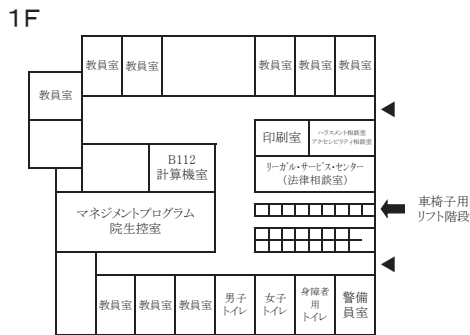 1F
教員室 教員室 教員室 教員室 教員室
教員室
印刷室
ハラスメント相談室
アクセシビリティ相談室
B112
計算機室
リーガル・サービス・センター
(法律相談室)
マネジメントプログラム
院生控室
車椅子用
リフト階段
教員室 教員室 教員室
男子
トイレ
女子
トイレ
身障者
用
トイレ
警備
員室